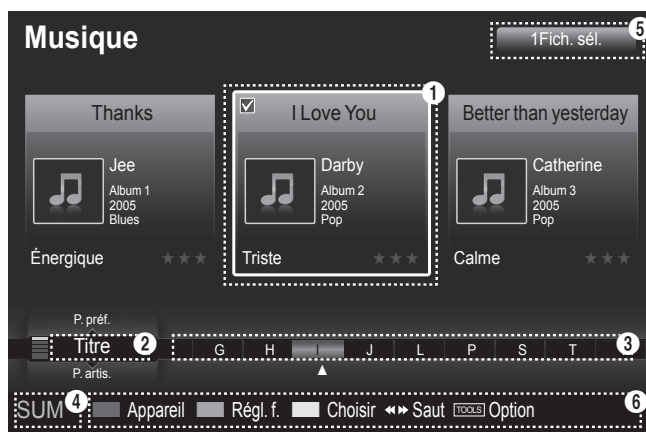 Musique
1Fich. sél.
5
1
Thanks
I Love You
Better than yesterday
Jee
Album 1
2005
Blues
Darby
Album 2
2005
Pop
Catherine
Album 3
2005
Pop
Énergique ★★★
Triste ★★★
Calme ★★★
P. préf.
Titre 2
G H I J L P S T 3
P. artis.
SUM 4 Appareil Régl. f. Choisir Saut TOOLS Option 6